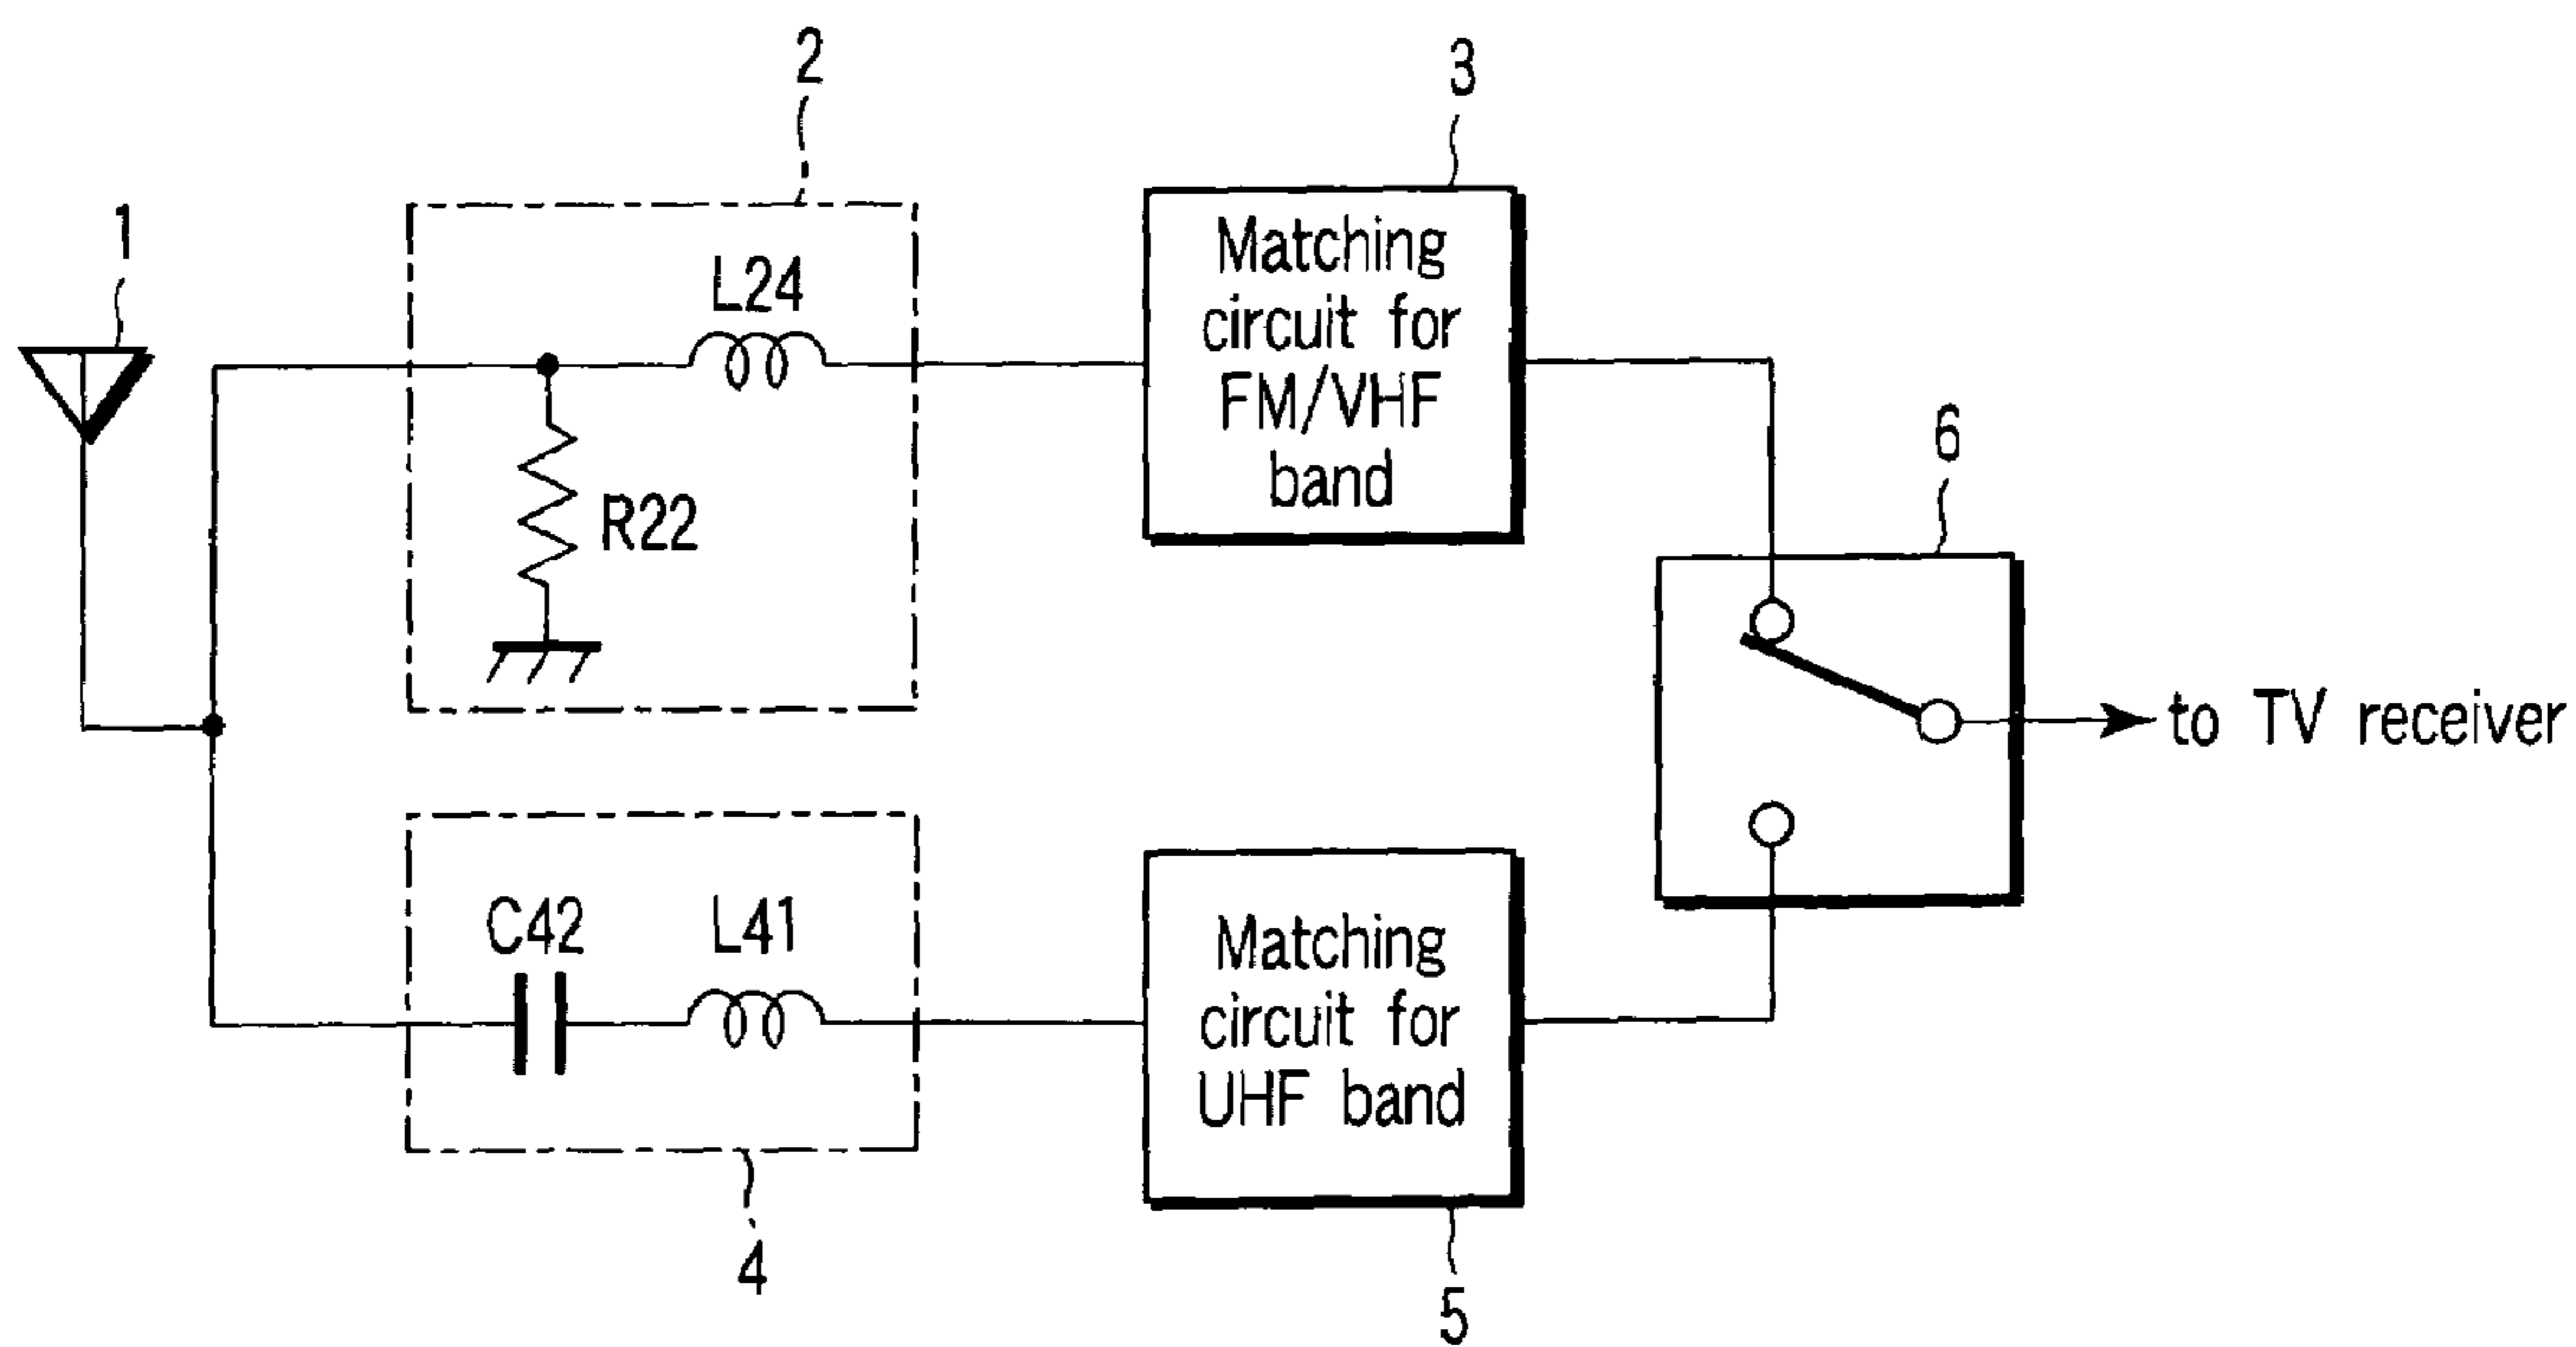 2
3
1
L24
Matching
circuit for
FM/VHF
band
R22
6
to TV receiver
C42
L41
Matching
circuit for
UHF band
4
5